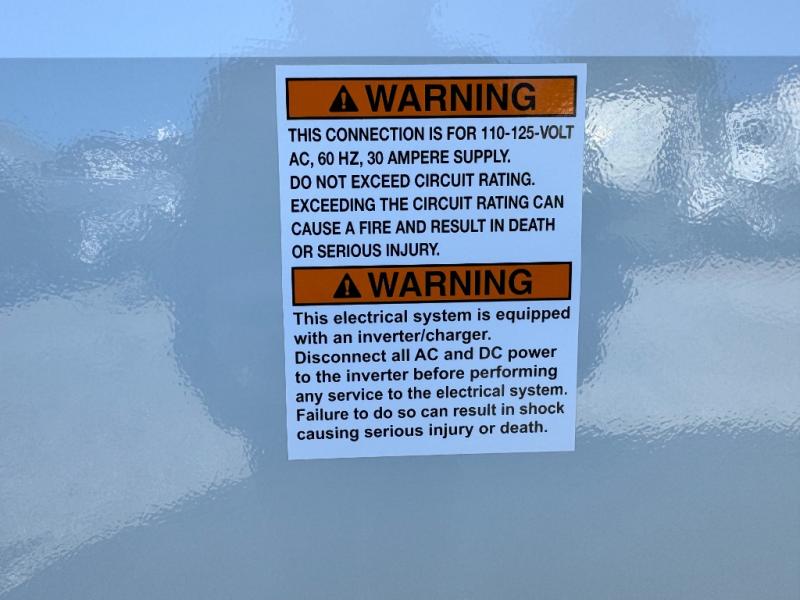 WARNING
THIS CONNECTION IS FOR 110-125-VOLT
AC, 60 HZ, 30 AMPERE SUPPLY.
DO NOT EXCEED CIRCUIT RATING.
EXCEEDING THE CIRCUIT RATING CAN
CAUSE A FIRE AND RESULT IN DEATH
OR SERIOUS INJURY.
WARNING
This electrical system is equipped
with an inverter/charger.
Disconnect all AC and DC power
to the inverter before performing
any service to the electrical system.
Failure to do so can result in shock
causing serious injury or death.